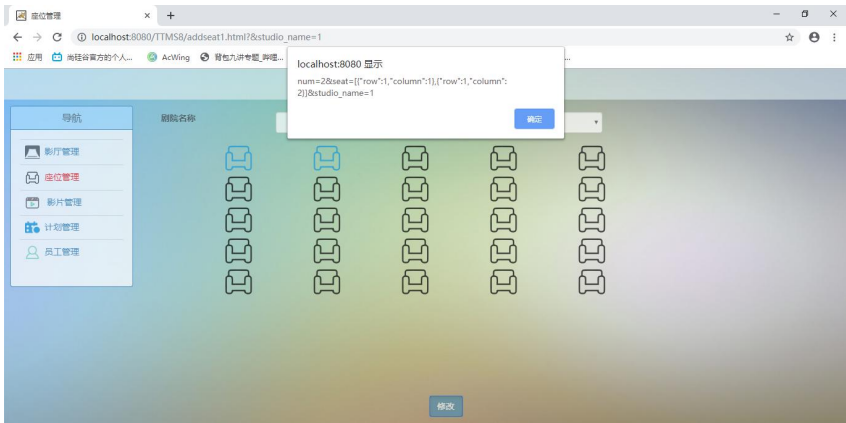 座位管理
localhost:8080/TTMS8/addseat1.html?&studio_name=1
应用
尚硅谷官方的个人...
AcWing
背包九讲专题_哔哩...
localhost:8080 显示
num=2&seat=[{"row":1,"column":1},{"row":1,"column":
2}]&studio_name=1
确定
导航
剧院名称
影厅管理
座位管理
影片管理
计划管理
员工管理
修改